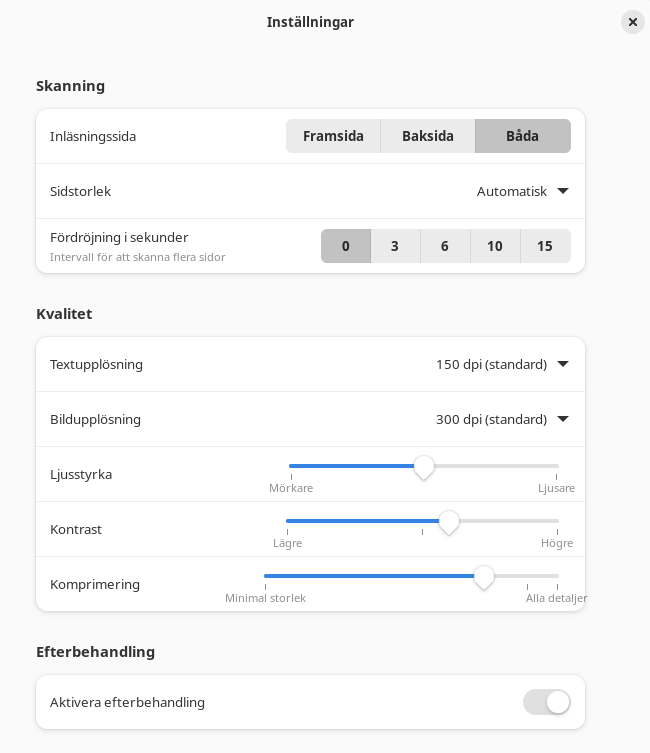 Inställningar
Skanning
Inläsningssida
Framsida Baksida Båda
Sidstorlek
Automatisk
Fördröjning i sekunder
Intervall för att skanna flera sidor
0 3 6 10 15
Kvalitet
Textupplösning
150 dpi (standard)
Bildupplösning
300 dpi (standard)
Ljusstyrka
Mörkare Ljusare
Kontrast
Lägre Högre
Komprimering
Minimal storlek Alla detaljer
Efterbehandling
Aktivera efterbehandling